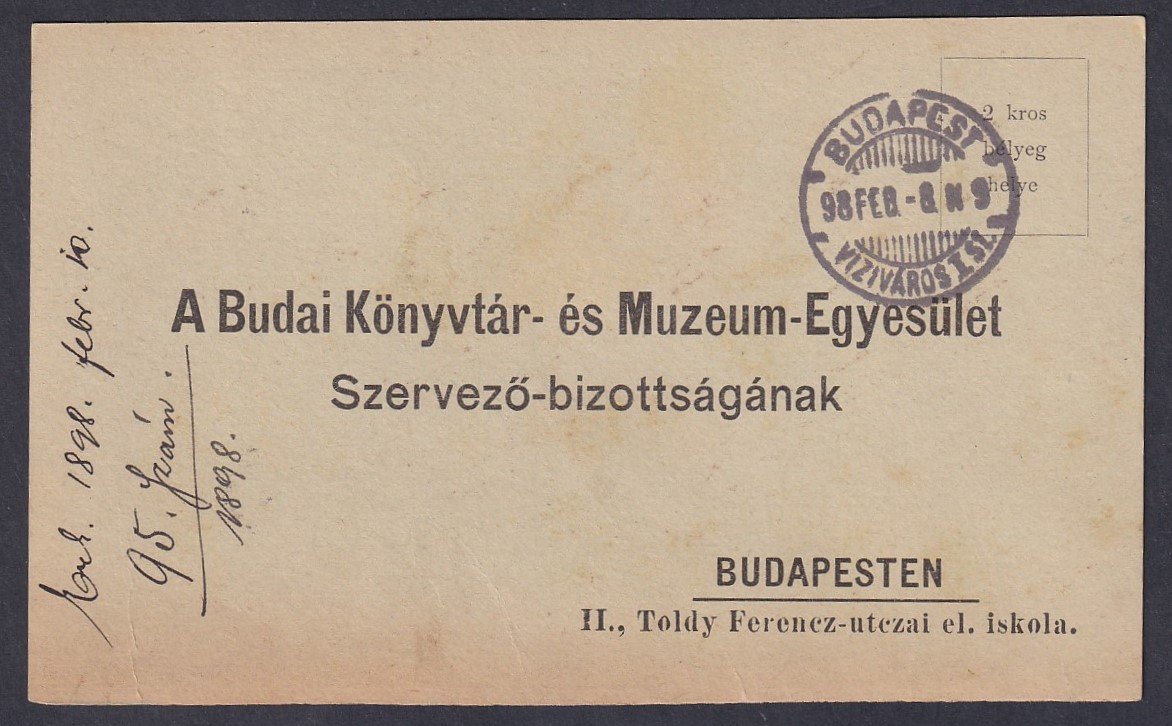 2 kros
bélyeg
helye
BUDAPEST
98 FEB.-8. N 9
VIZIVÁROS I SZ.
A Budai Könyvtár- és Muzeum-Egyesület
Szervező-bizottságának
BUDAPESTEN
II., Toldy Ferencz-utczai el. iskola.
1898. febr. 10.
95. szám.
1898.